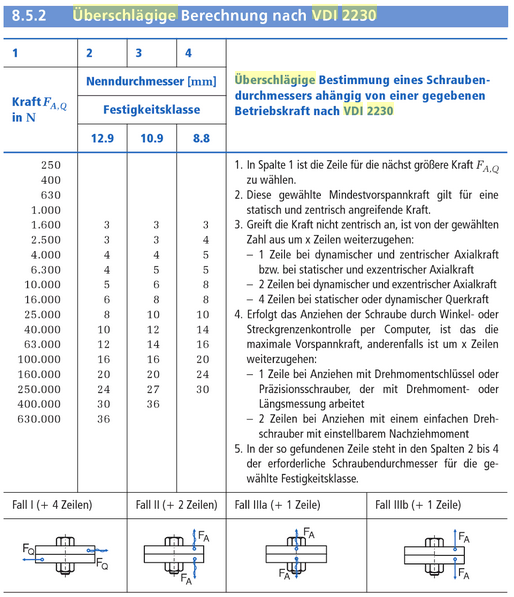 8.5.2 Überschlägige Berechnung nach VDI 2230
1 2 3 4
Kraft F_A,Q
in N
Nenndurchmesser [mm]
Festigkeitsklasse
12.9 10.9 8.8
Überschlägige Bestimmung eines Schrauben-
durchmessers ahängig von einer gegebenen
Betriebskraft nach VDI 2230
250
400
630
1.000
1.600 3 3 3
2.500 3 3 4
4.000 4 4 5
6.300 4 5 5
10.000 5 6 8
16.000 6 8 8
25.000 8 10 10
40.000 10 12 14
63.000 12 14 16
100.000 16 16 20
160.000 20 20 24
250.000 24 27 30
400.000 30 36
630.000 36
1. In Spalte 1 ist die Zeile für die nächst größere Kraft F_A,Q
zu wählen.
2. Diese gewählte Mindestvorspannkraft gilt für eine
statisch und zentrisch angreifende Kraft.
3. Greift die Kraft nicht zentrisch an, ist von der gewählten
Zahl aus um x Zeilen weiterzugehen:
– 1 Zeile bei dynamischer und zentrischer Axialkraft
bzw. bei statischer und exzentrischer Axialkraft
– 2 Zeilen bei dynamischer und exzentrischer Axialkraft
– 4 Zeilen bei statischer oder dynamischer Querkraft
4. Erfolgt das Anziehen der Schraube durch Winkel- oder
Streckgrenzenkontrolle per Computer, ist das die
maximale Vorspannkraft, anderenfalls ist um x Zeilen
weiterzugehen:
– 1 Zeile bei Anziehen mit Drehmomentschlüssel oder
Präzisionsschrauber, der mit Drehmoment- oder
Längsmessung arbeitet
– 2 Zeilen bei Anziehen mit einem einfachen Dreh-
schrauber mit einstellbarem Nachziehmoment
5. In der so gefundenen Zeile steht in den Spalten 2 bis 4
der erforderliche Schraubendurchmesser für die ge-
wählte Festigkeitsklasse.
Fall I (+ 4 Zeilen) Fall II (+ 2 Zeilen) Fall IIIa (+ 1 Zeile) Fall IIIb (+ 1 Zeile)
F_Q F_Q F_A F_A F_A F_A F_A F_A